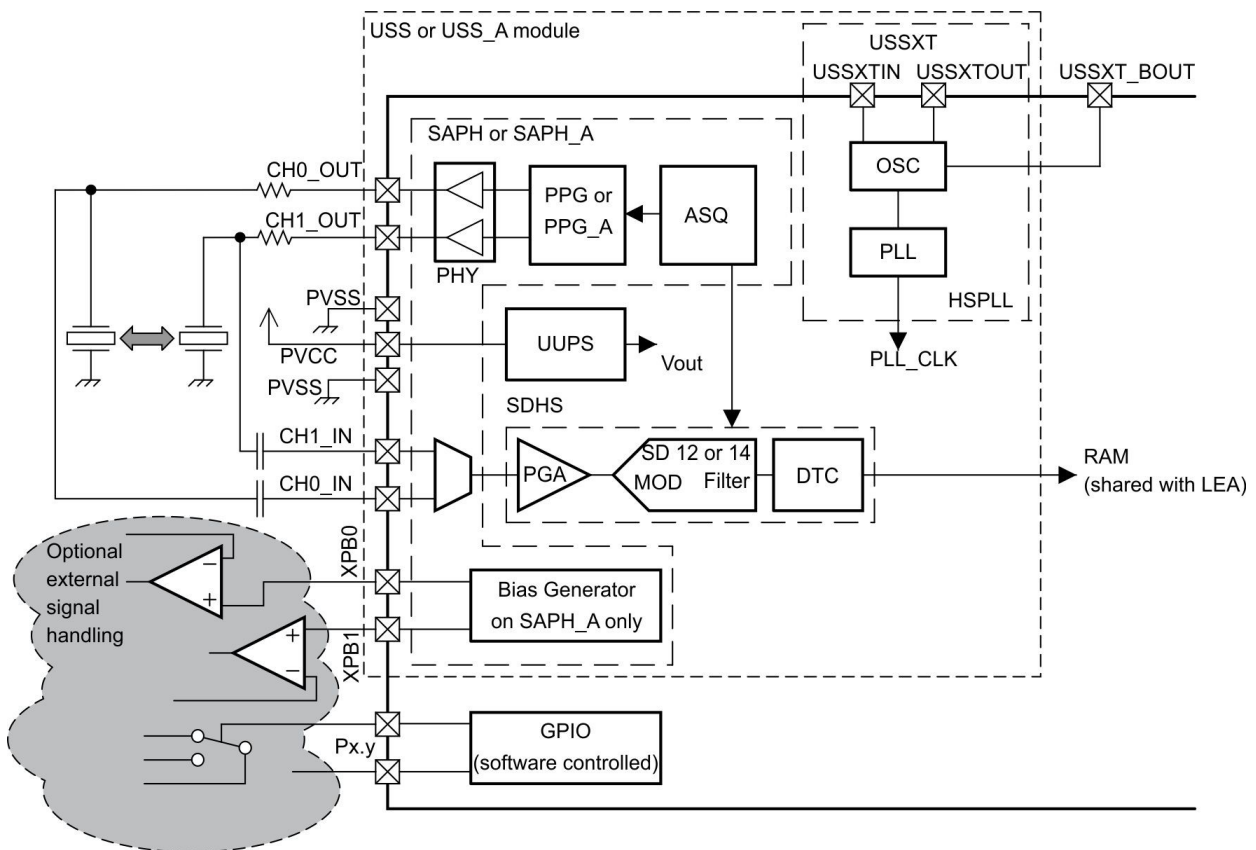 USS or USS_A module
USSXT
USSXTIN
USSXTOUT
USSXT_BOUT
SAPH or SAPH_A
CH0_OUT
CH1_OUT
PHY
PPG or
PPG_A
ASQ
OSC
PLL
HSPLL
PLL_CLK
PVSS
PVCC
PVSS
UUPS
Vout
SDHS
CH1_IN
CH0_IN
PGA
SD 12 or 14
MOD
Filter
DTC
RAM
(shared with LEA)
Optional
external
signal
handling
−
+
+
−
XPB0
XPB1
Bias Generator
on SAPH_A only
Px.y
GPIO
(software controlled)